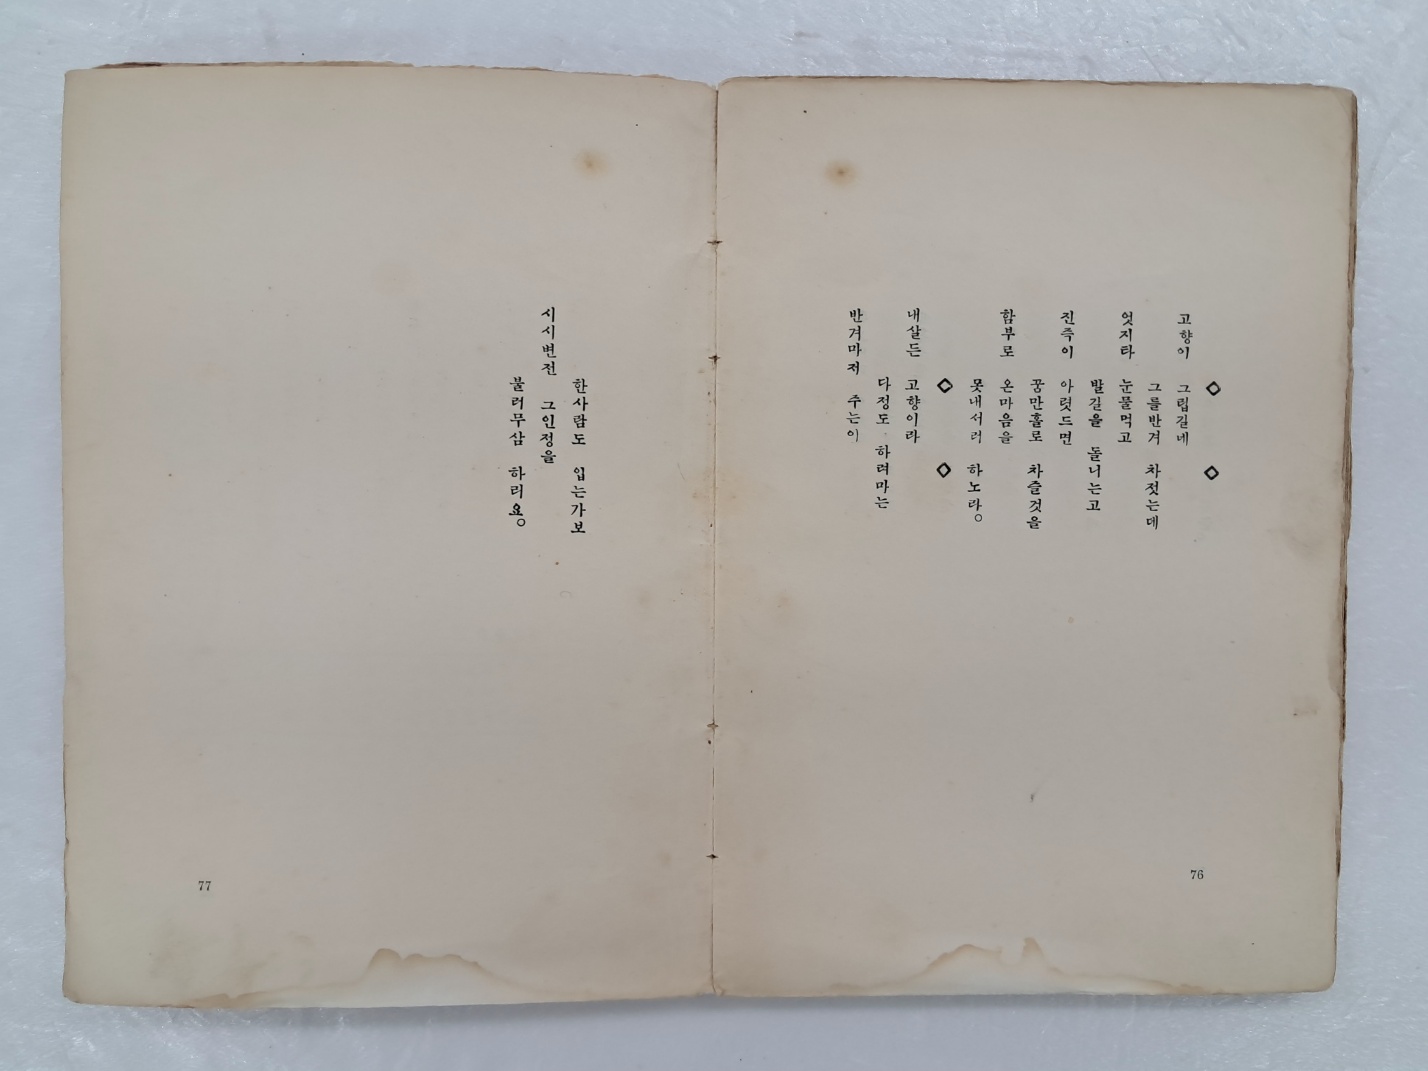 ◇ ◇
고향이 그립길네
그를반겨 차젓는데
엇지타 눈물먹고
발길을 돌니는고
진즉이 아럿드면
꿈만홀로 차즐것을
함부로 온마음을
못내서러 하노라。
◇ ◇
내살든 고향이라
다정도 하려마는
반겨마저 주는이
76
한사람도 입는가보
시시변전 그인정을
불러무삼 하리요。
77